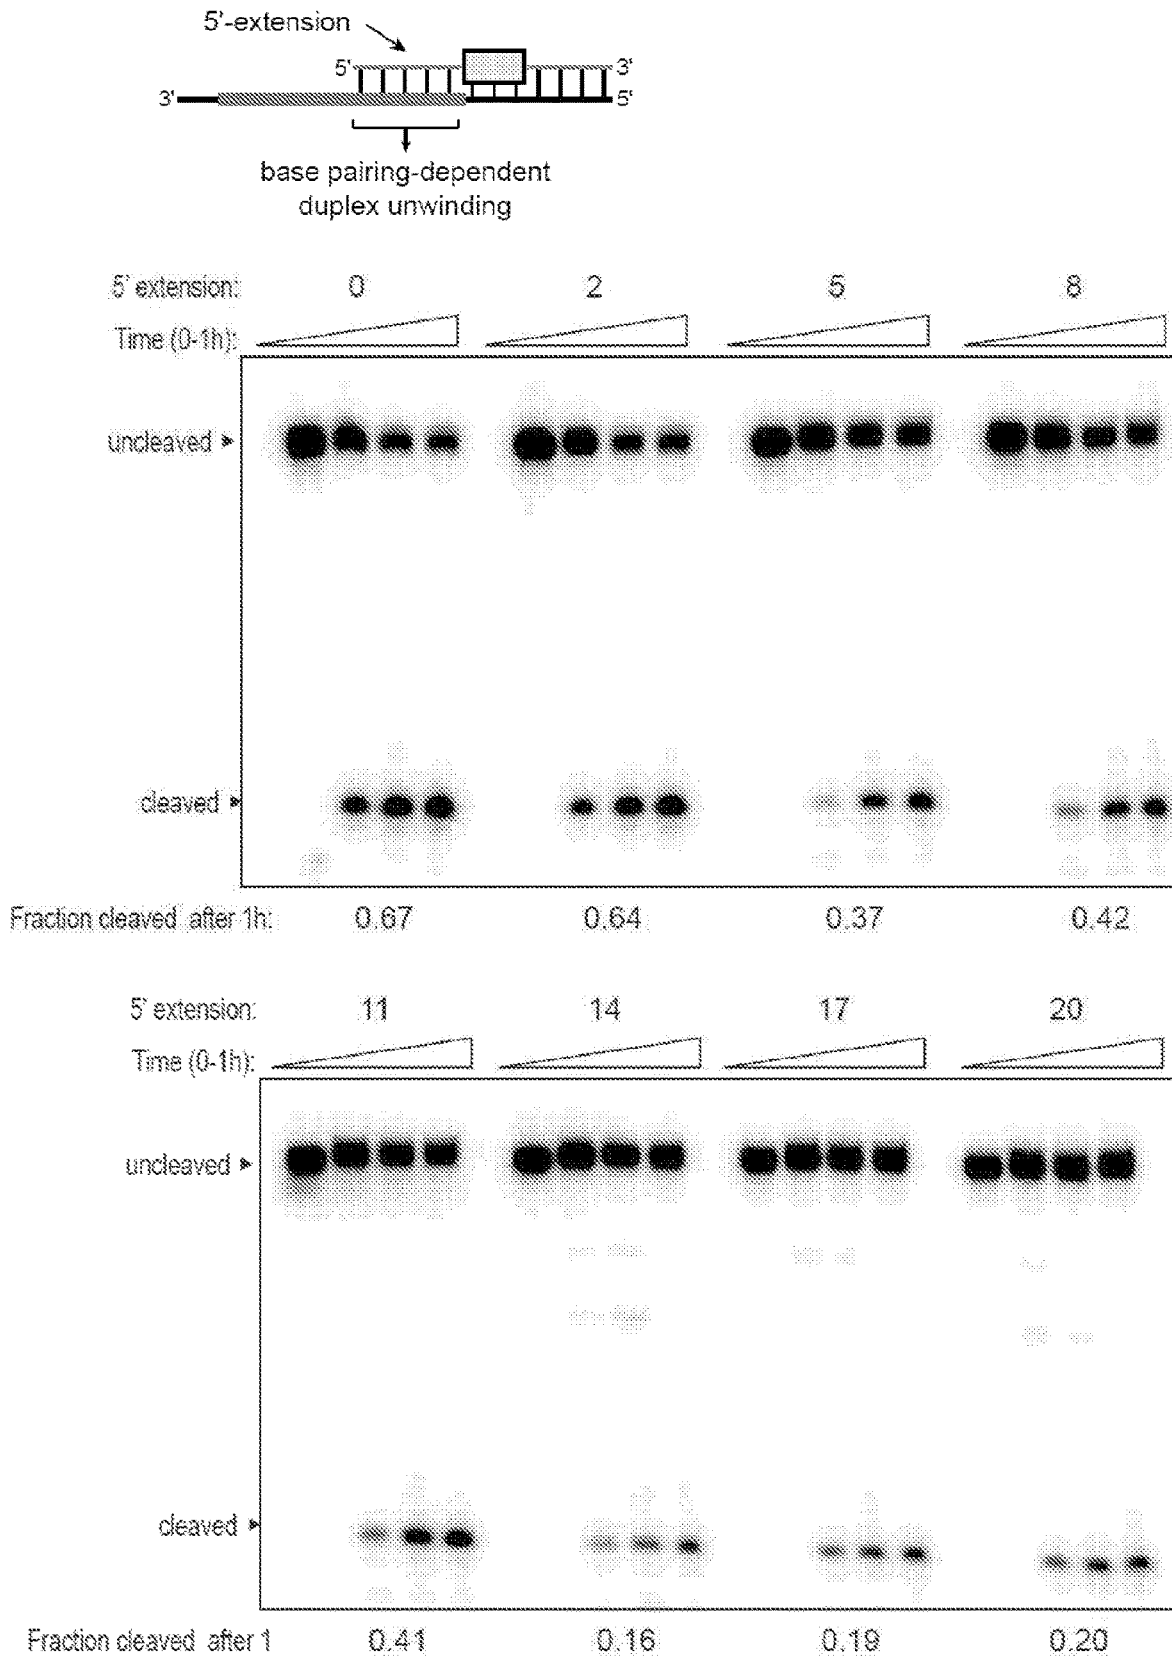 5'-extension
5' 3'
3' 5'
base pairing-dependent
duplex unwinding
5' extension: 0 2 5 8
Time (0-1h):
uncleaved
cleaved
Fraction cleaved after 1h: 0.67 0.64 0.37 0.42
5' extension: 11 14 17 20
Time (0-1h):
uncleaved
cleaved
Fraction cleaved after 1 0.41 0.16 0.19 0.20